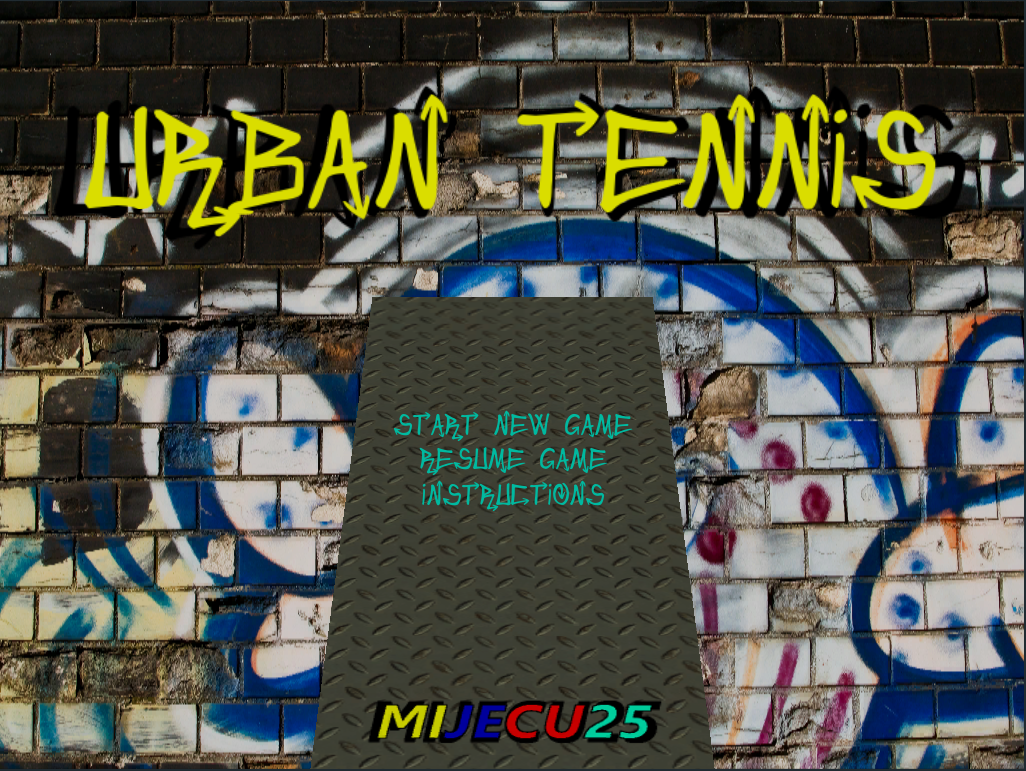 URBAN TENNiS
START NEW GAME
RESUME GAME
iNSTRUCTiONS
MIJECU25